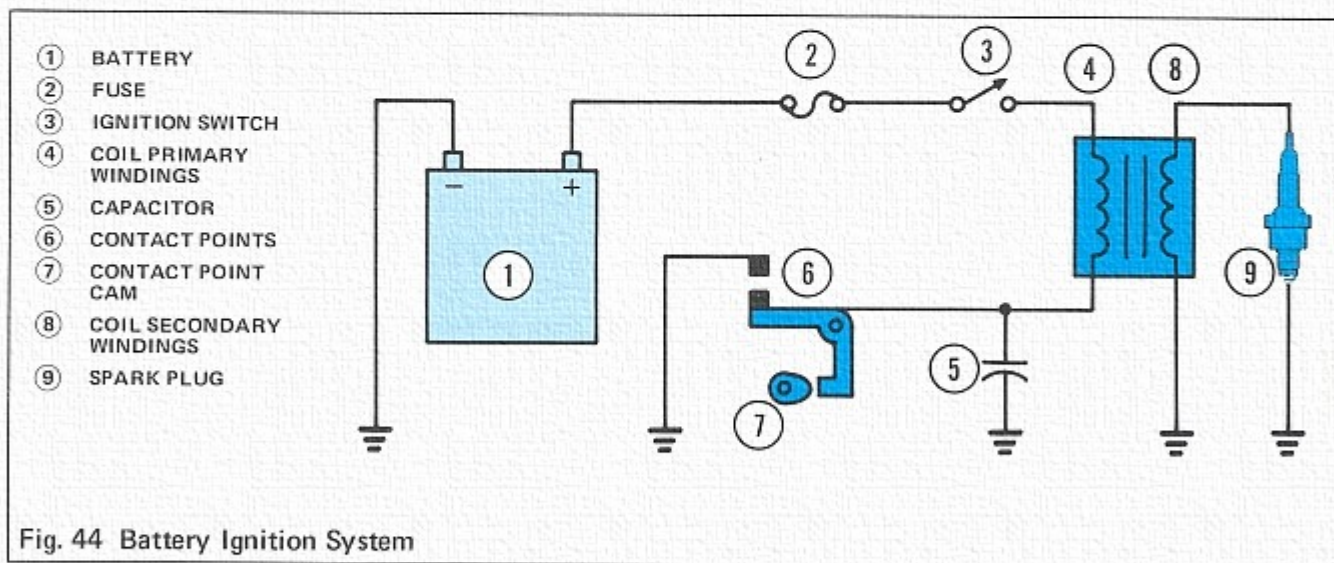 ① BATTERY
② FUSE
③ IGNITION SWITCH
④ COIL PRIMARY
WINDINGS
⑤ CAPACITOR
⑥ CONTACT POINTS
⑦ CONTACT POINT
CAM
⑧ COIL SECONDARY
WINDINGS
⑨ SPARK PLUG
② ③ ④ ⑧
− +
① ⑥ ⑨
⑤
⑦
Fig. 44 Battery Ignition System